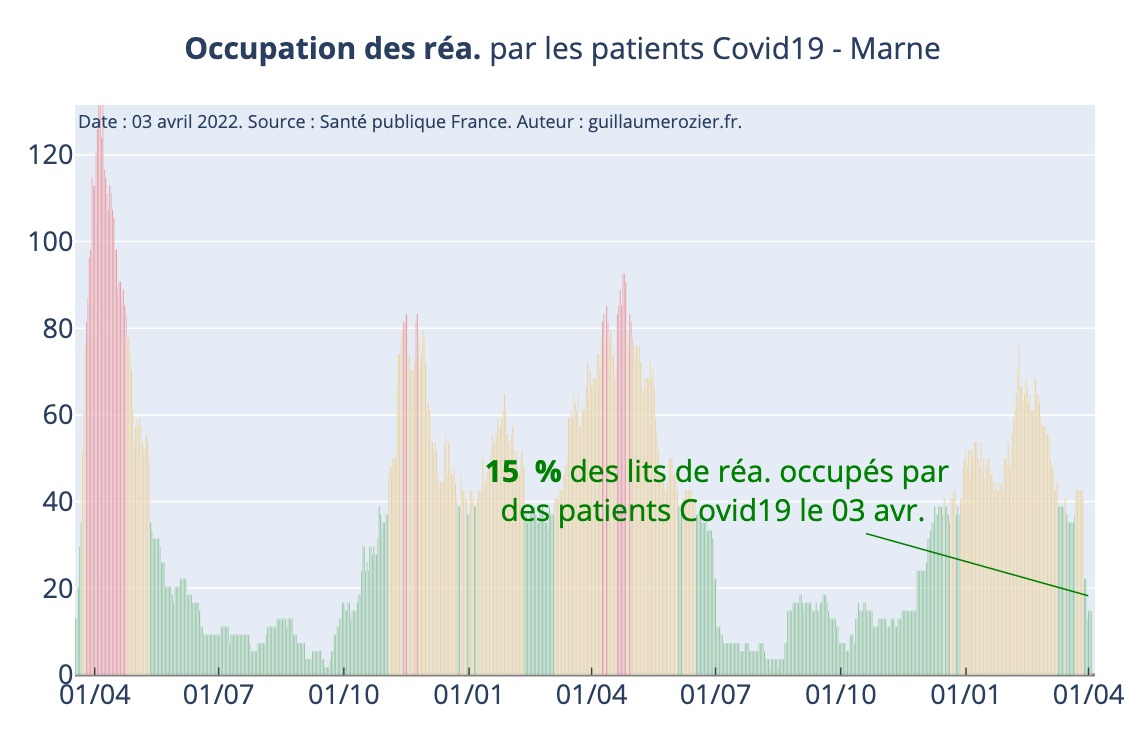 Occupation des réa. par les patients Covid19 - Marne
Date : 03 avril 2022. Source : Santé publique France. Auteur : guillaumerozier.fr.
120
100
80
60
40
20
0
15 % des lits de réa. occupés par
des patients Covid19 le 03 avr.
01/04 01/07 01/10 01/01 01/04 01/07 01/10 01/01 01/04